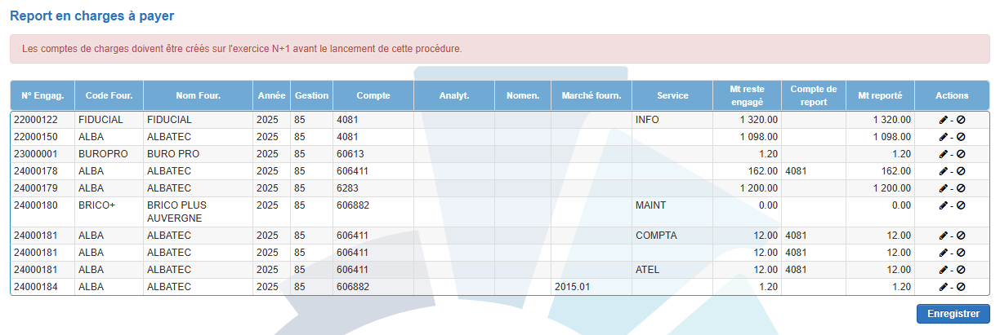 Report en charges à payer
Les comptes de charges doivent être créés sur l'exercice N+1 avant le lancement de cette procédure.
N° Engag. Code Four. Nom Four. Année Gestion Compte Analyt. Nomen. Marché fourn. Service Mt reste engagé Compte de report Mt reporté Actions
22000122 FIDUCIAL FIDUCIAL 2025 85 4081 INFO 1 320.00 1 320.00 -
22000150 ALBA ALBATEC 2025 85 4081 1 098.00 1 098.00 -
23000001 BUROPRO BURO PRO 2025 85 60613 1.20 1.20 -
24000178 ALBA ALBATEC 2025 85 606411 162.00 4081 162.00 -
24000179 ALBA ALBATEC 2025 85 6283 1 200.00 1 200.00 -
24000180 BRICO+ BRICO PLUS AUVERGNE 2025 85 606882 MAINT 0.00 0.00 -
24000181 ALBA ALBATEC 2025 85 606411 COMPTA 12.00 4081 12.00 -
24000181 ALBA ALBATEC 2025 85 606411 12.00 4081 12.00 -
24000181 ALBA ALBATEC 2025 85 606411 ATEL 12.00 4081 12.00 -
24000184 ALBA ALBATEC 2025 85 606882 2015.01 1.20 1.20 -
Enregistrer